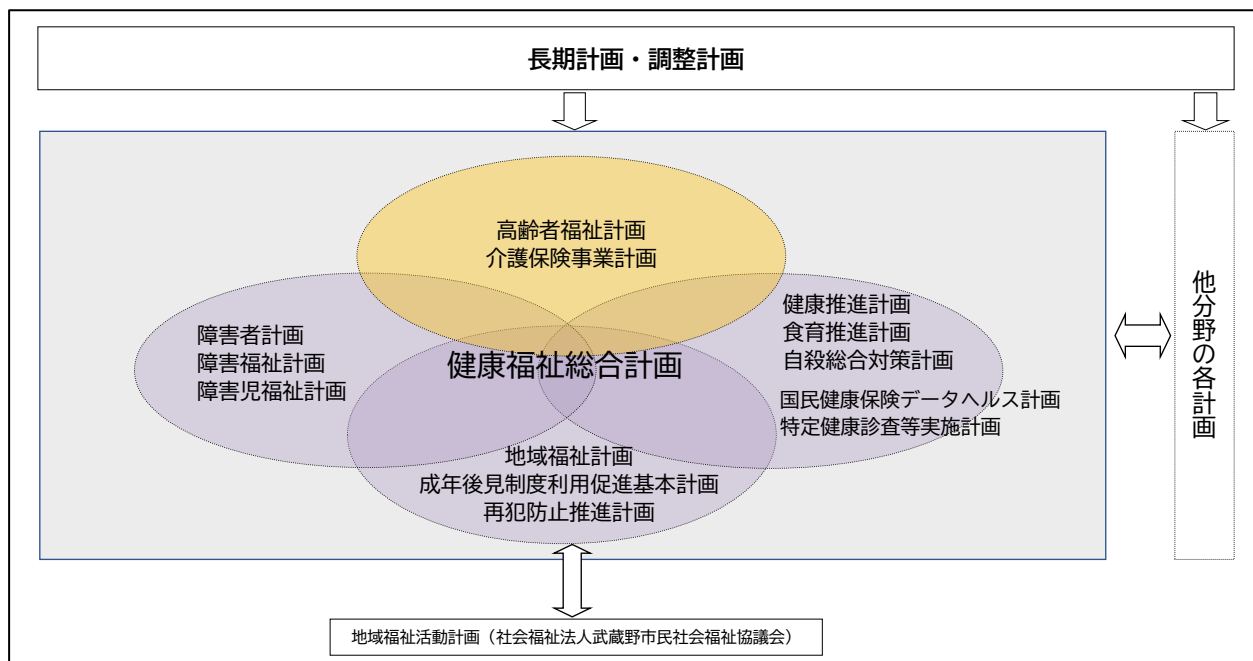 長期計画・調整計画
高齢者福祉計画
介護保険事業計画
障害者計画
障害福祉計画
障害児福祉計画
健康福祉総合計画
健康推進計画
食育推進計画
自殺総合対策計画
国民健康保険データヘルス計画
特定健康診査等実施計画
地域福祉計画
成年後見制度利用促進基本計画
再犯防止推進計画
他分野の各計画
地域福祉活動計画（社会福祉法人武蔵野市民社会福祉協議会）